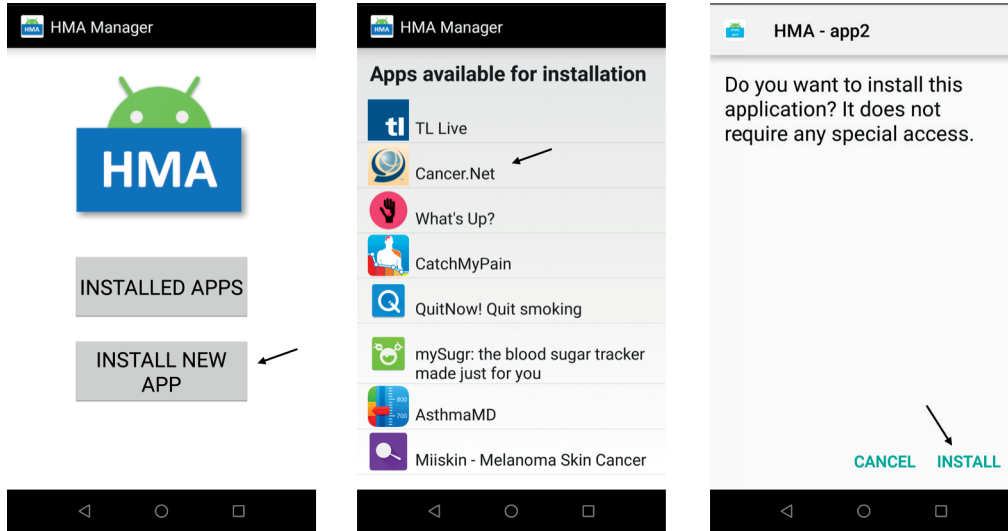 HMA Manager
HMA
INSTALLED APPS
INSTALL NEW
APP
HMA Manager
Apps available for installation
tl TL Live
Cancer.Net
What's Up?
CatchMyPain
Q QuitNow! Quit smoking
mySugr: the blood sugar tracker
made just for you
800
700
AsthmaMD
Miiskin - Melanoma Skin Cancer
HMA - app2
Do you want to install this
application? It does not
require any special access.
CANCEL INSTALL